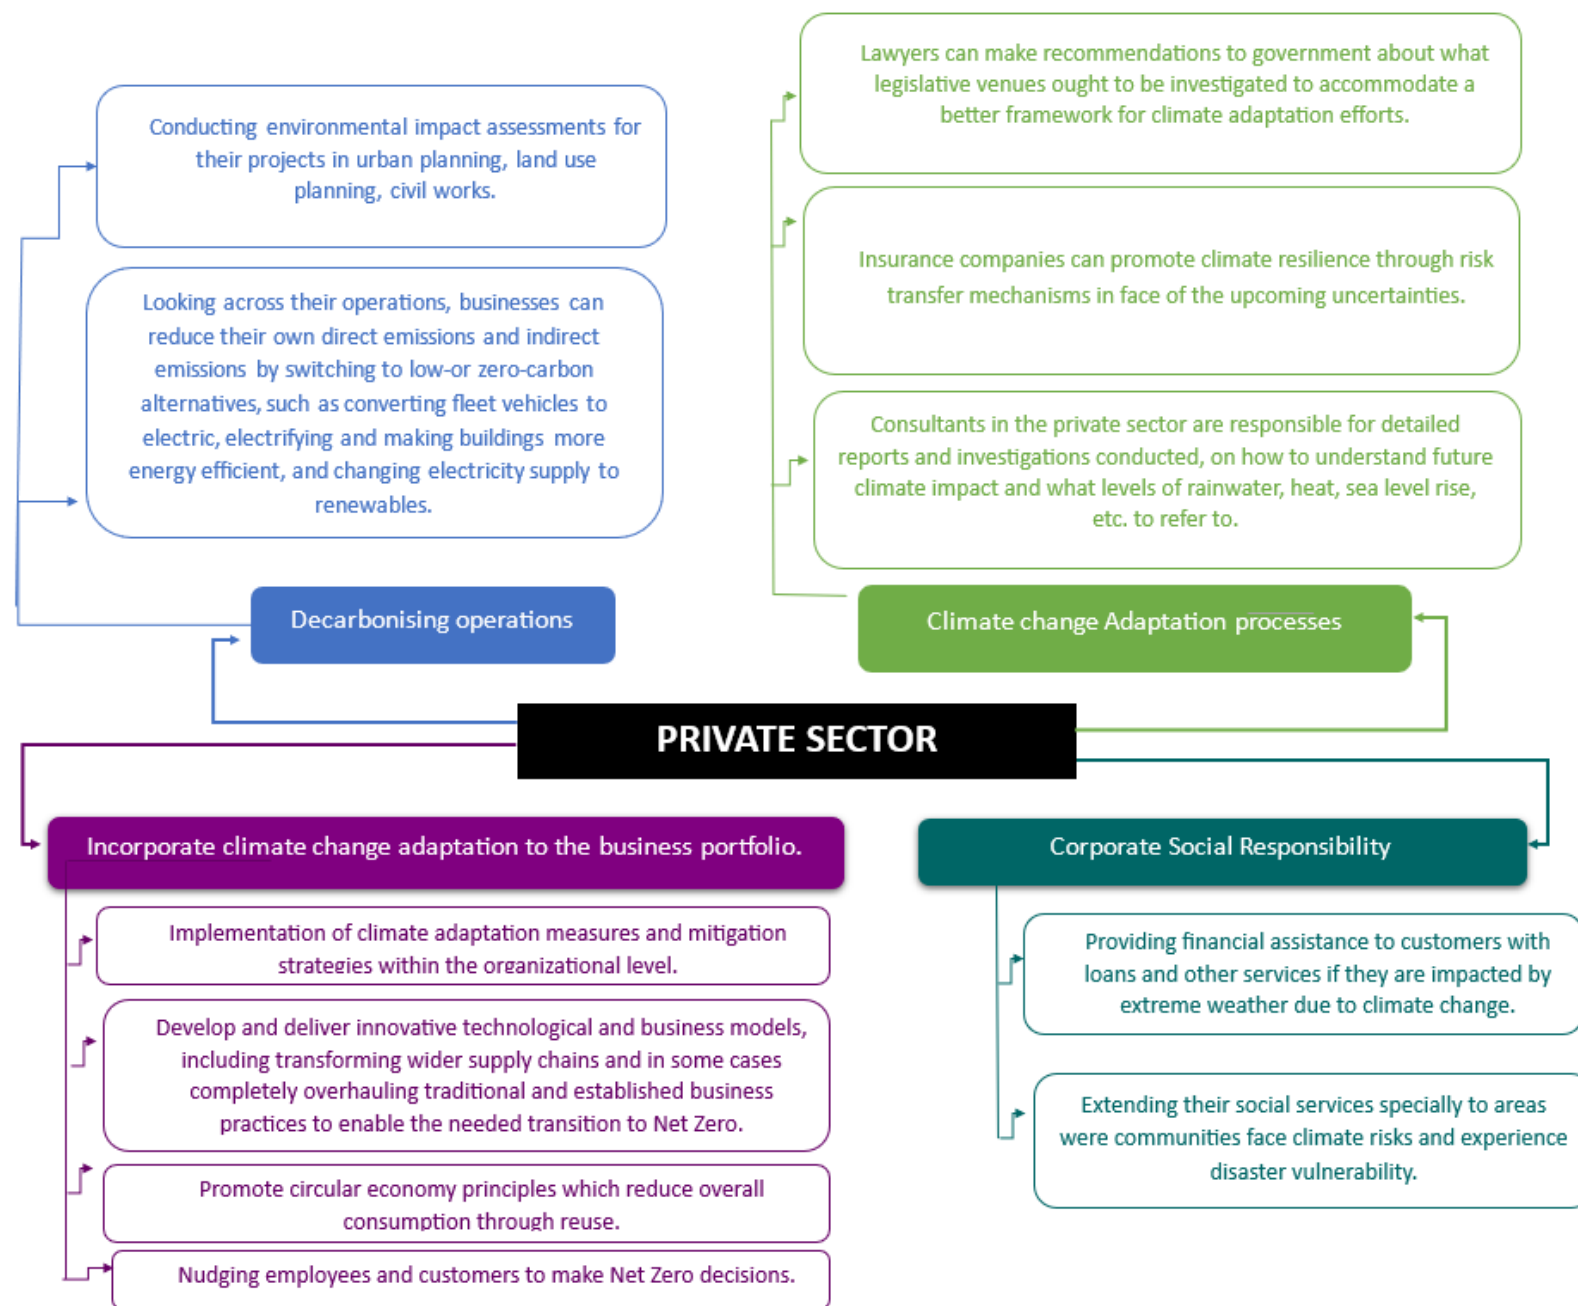 Conducting environmental impact assessments for
their projects in urban planning, land use
planning, civil works.
Looking across their operations, businesses can
reduce their own direct emissions and indirect
emissions by switching to low-or zero-carbon
alternatives, such as converting fleet vehicles to
electric, electrifying and making buildings more
energy efficient, and changing electricity supply to
renewables.
Decarbonising operations
Lawyers can make recommendations to government about what
legislative venues ought to be investigated to accommodate a
better framework for climate adaptation efforts.
Insurance companies can promote climate resilience through risk
transfer mechanisms in face of the upcoming uncertainties.
Consultants in the private sector are responsible for detailed
reports and investigations conducted, on how to understand future
climate impact and what levels of rainwater, heat, sea level rise,
etc. to refer to.
Climate change Adaptation processes
PRIVATE SECTOR
Incorporate climate change adaptation to the business portfolio.
Implementation of climate adaptation measures and mitigation
strategies within the organizational level.
Develop and deliver innovative technological and business models,
including transforming wider supply chains and in some cases
completely overhauling traditional and established business
practices to enable the needed transition to Net Zero.
Promote circular economy principles which reduce overall
consumption through reuse.
Nudging employees and customers to make Net Zero decisions.
Corporate Social Responsibility
Providing financial assistance to customers with
loans and other services if they are impacted by
extreme weather due to climate change.
Extending their social services specially to areas
were communities face climate risks and experience
disaster vulnerability.